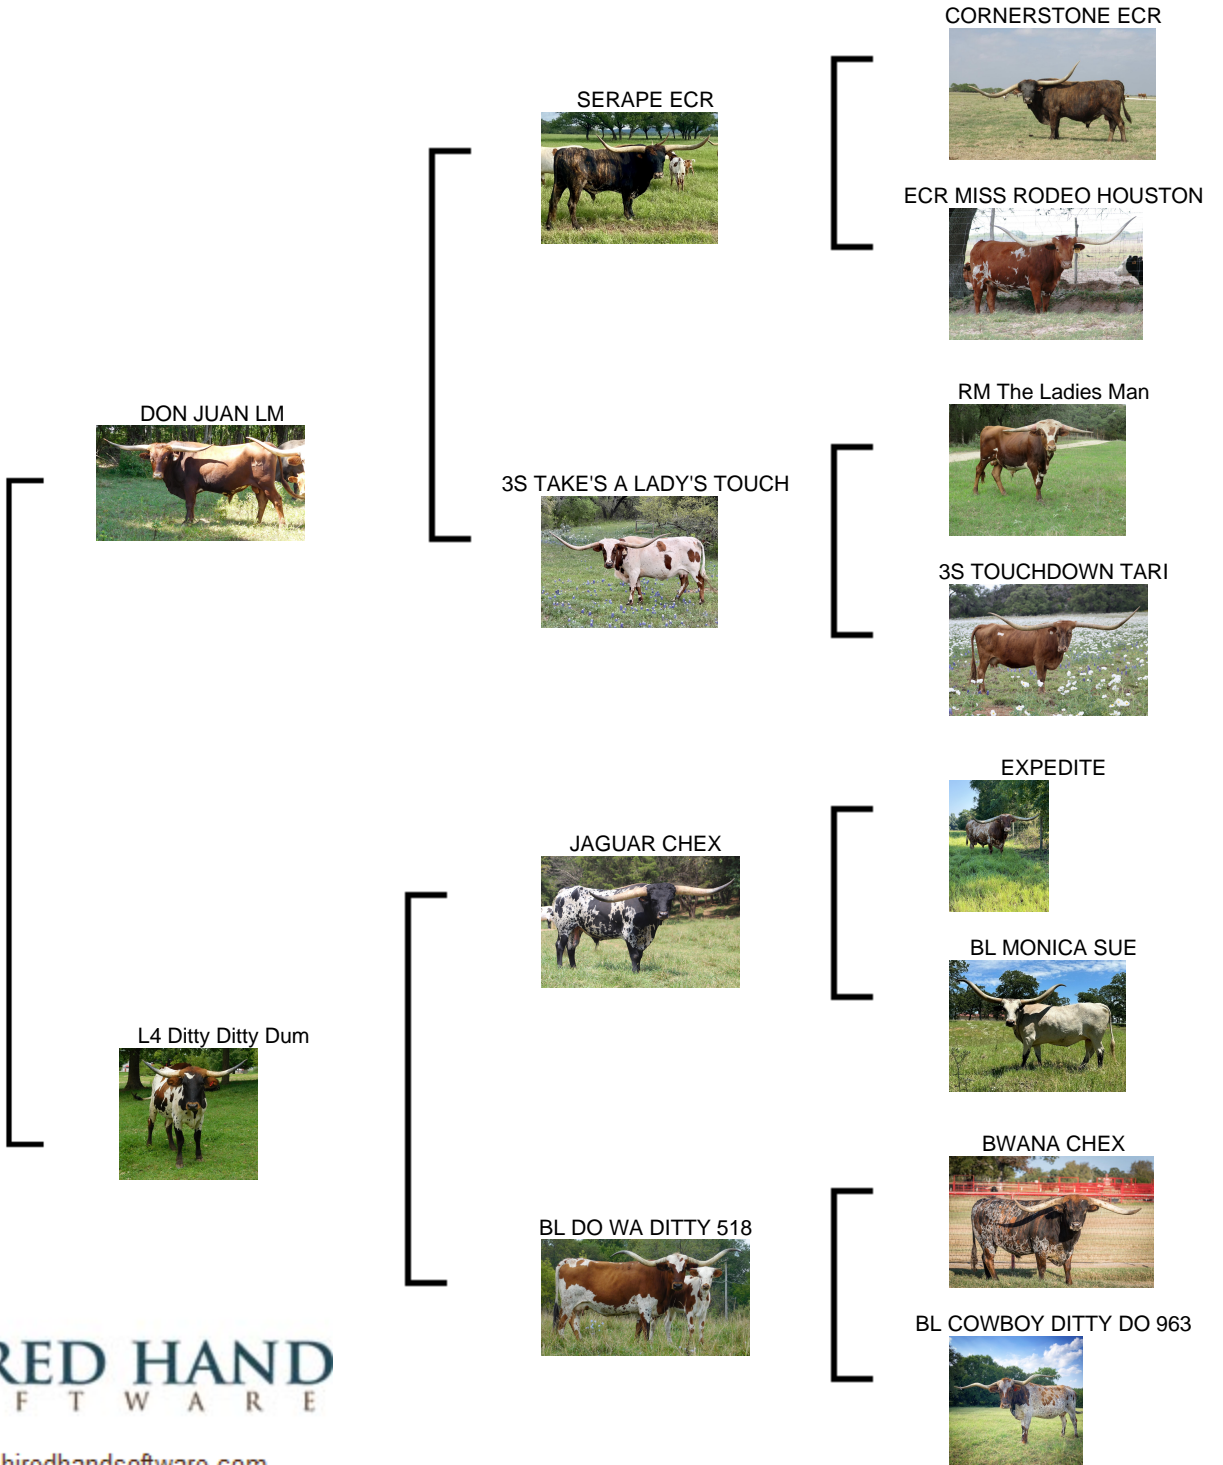 CORNERSTONE ECR
SERAPE ECR
ECR MISS RODEO HOUSTON
RM The Ladies Man
DON JUAN LM
3S TAKE'S A LADY'S TOUCH
3S TOUCHDOWN TARI
EXPEDITE
JAGUAR CHEX
BL MONICA SUE
L4 Ditty Ditty Dum
BWANA CHEX
BL DO WA DITTY 518
BL COWBOY DITTY DO 963
RED HAND
F T W A R E
hiredhandsoftware.com